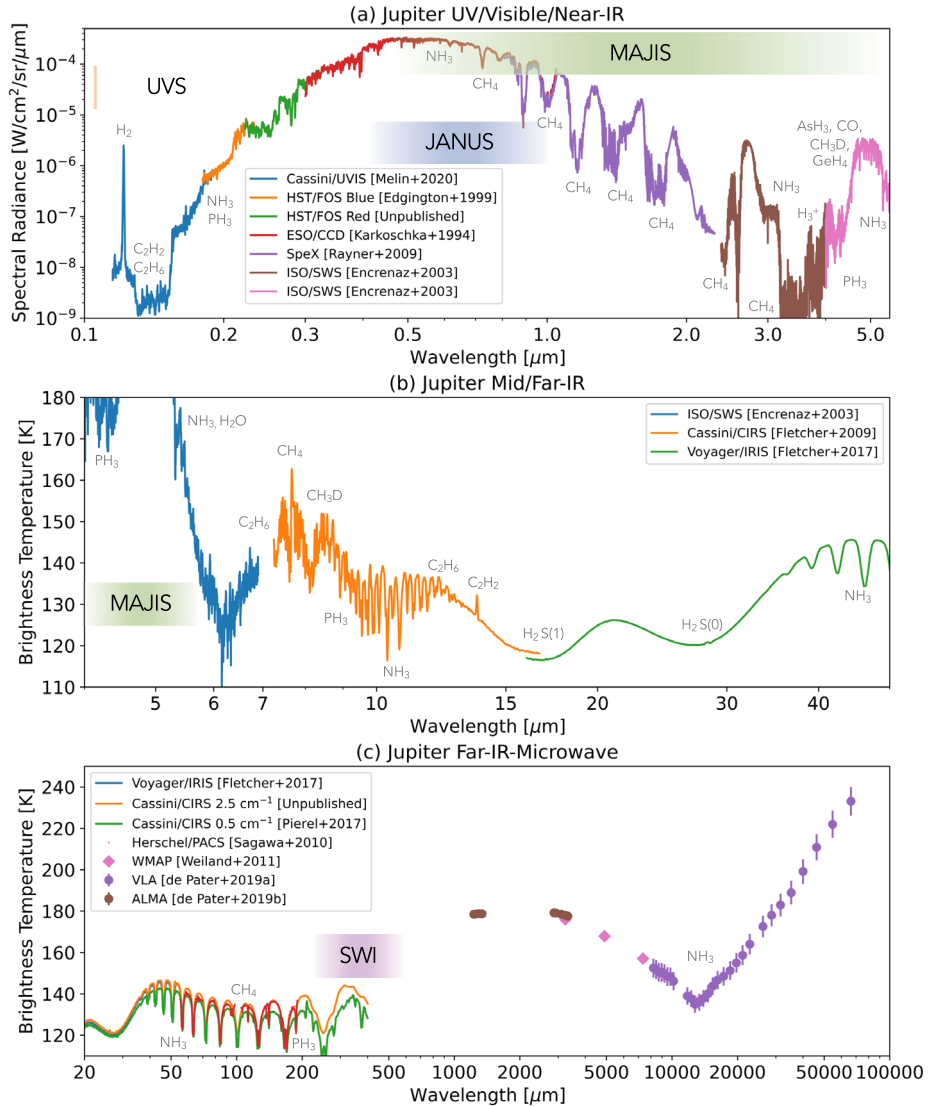 (a) Jupiter UV/Visible/Near-IR
Spectral Radiance [W/cm²/sr/μm]
10⁻⁴
10⁻⁵
10⁻⁶
10⁻⁷
10⁻⁸
10⁻⁹
UVS
MAJIS
JANUS
H₂
NH₃
CH₄
CH₄
AsH₃, CO,
CH₃D,
GeH₄
C₂H₂
C₂H₆
NH₃
PH₃
CH₄
CH₄
CH₄
NH₃
H₃⁺
NH₃
CH₄
CH₄
PH₃
Cassini/UVIS [Melin+2020]
HST/FOS Blue [Edgington+1999]
HST/FOS Red [Unpublished]
ESO/CCD [Karkoschka+1994]
SpeX [Rayner+2009]
ISO/SWS [Encrenaz+2003]
ISO/SWS [Encrenaz+2003]
0.1 0.2 0.3 0.5 1.0 2.0 3.0 5.0
Wavelength [μm]
(b) Jupiter Mid/Far-IR
Brightness Temperature [K]
180
170
160
150
140
130
120
110
PH₃
NH₃, H₂O
C₂H₆
CH₄
CH₃D
MAJIS
PH₃
NH₃
C₂H₆
C₂H₂
H₂ S(1)
H₂ S(0)
NH₃
ISO/SWS [Encrenaz+2003]
Cassini/CIRS [Fletcher+2009]
Voyager/IRIS [Fletcher+2017]
5 6 7 10 15 20 30 40
Wavelength [μm]
(c) Jupiter Far-IR-Microwave
Brightness Temperature [K]
240
220
200
180
160
140
120
Voyager/IRIS [Fletcher+2017]
Cassini/CIRS 2.5 cm⁻¹ [Unpublished]
Cassini/CIRS 0.5 cm⁻¹ [Pierel+2017]
Herschel/PACS [Sagawa+2010]
WMAP [Weiland+2011]
VLA [de Pater+2019a]
ALMA [de Pater+2019b]
SWI
CH₄
NH₃
PH₃
NH₃
20 50 100 200 500 1000 2000 5000 10000 20000 50000 100000
Wavelength [μm]